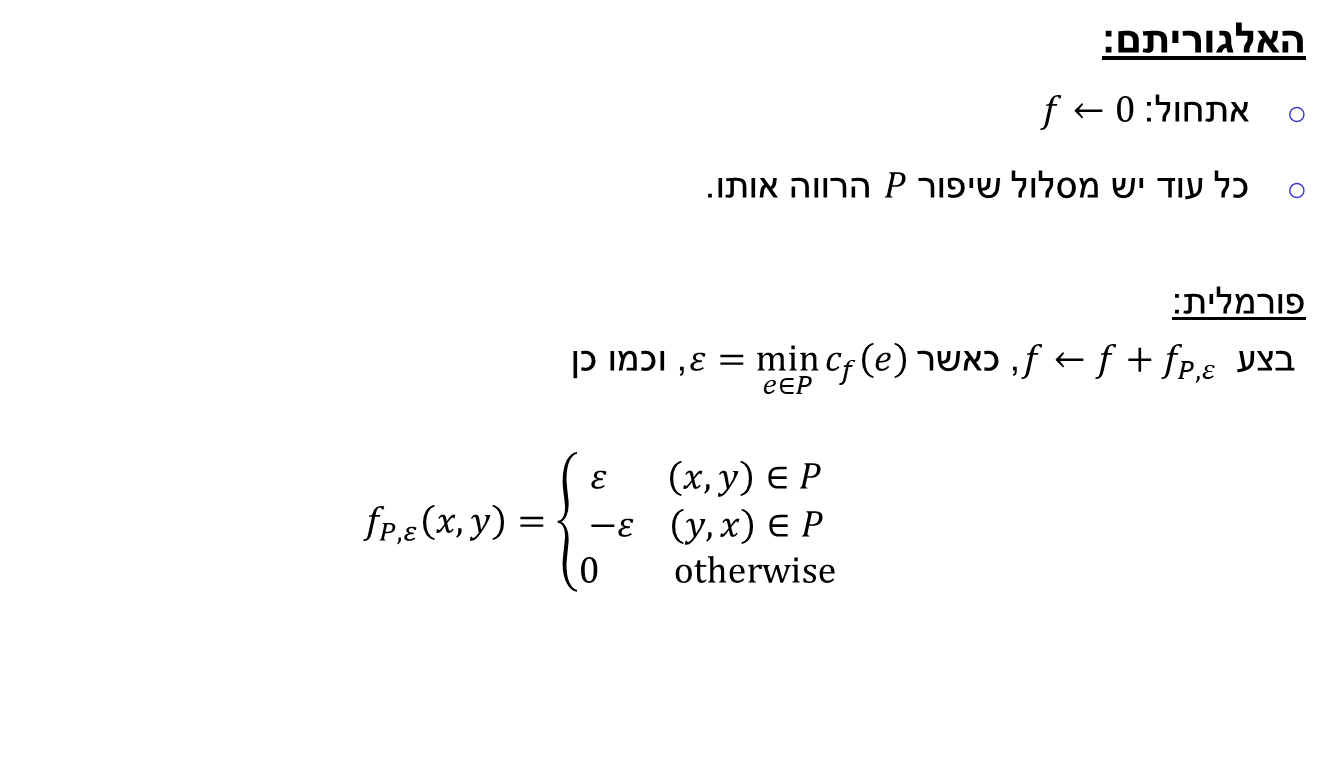 האלגוריתם:
○ אתחול: f ← 0
○ כל עוד יש מסלול שיפור P הרווה אותו.
פורמלית:
בצע f ← f + f_{P,ε}, כאשר ε = min_{e∈P} c_f(e), וכמו כן
f_{P,ε}(x, y) = { ε (x, y) ∈ P
−ε (y, x) ∈ P
0 otherwise